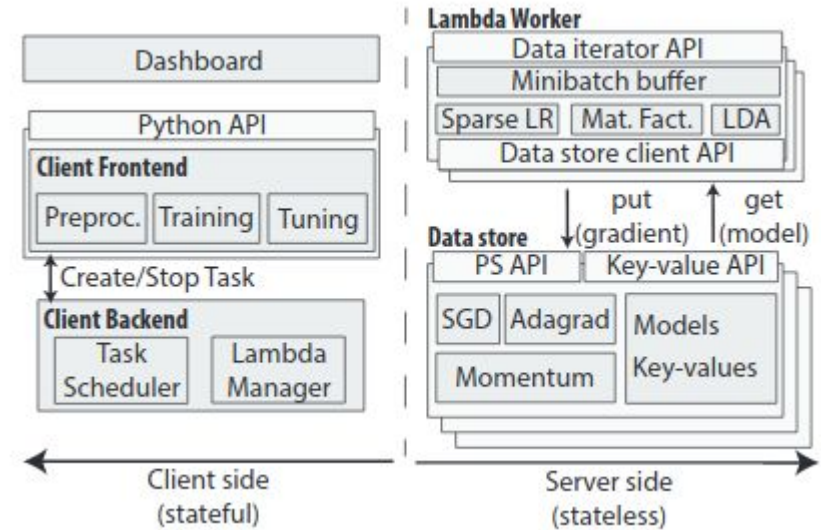 Dashboard
Python API
Client Frontend
Preproc.
Training
Tuning
Create/Stop Task
Client Backend
Task
Scheduler
Lambda
Manager
Client side
(stateful)
Lambda Worker
Data iterator API
Minibatch buffer
Sparse LR
Mat. Fact.
LDA
Data store client API
put
(gradient)
get
(model)
Data store
PS API
Key-value API
SGD
Adagrad
Momentum
Models
Key-values
Server side
(stateless)